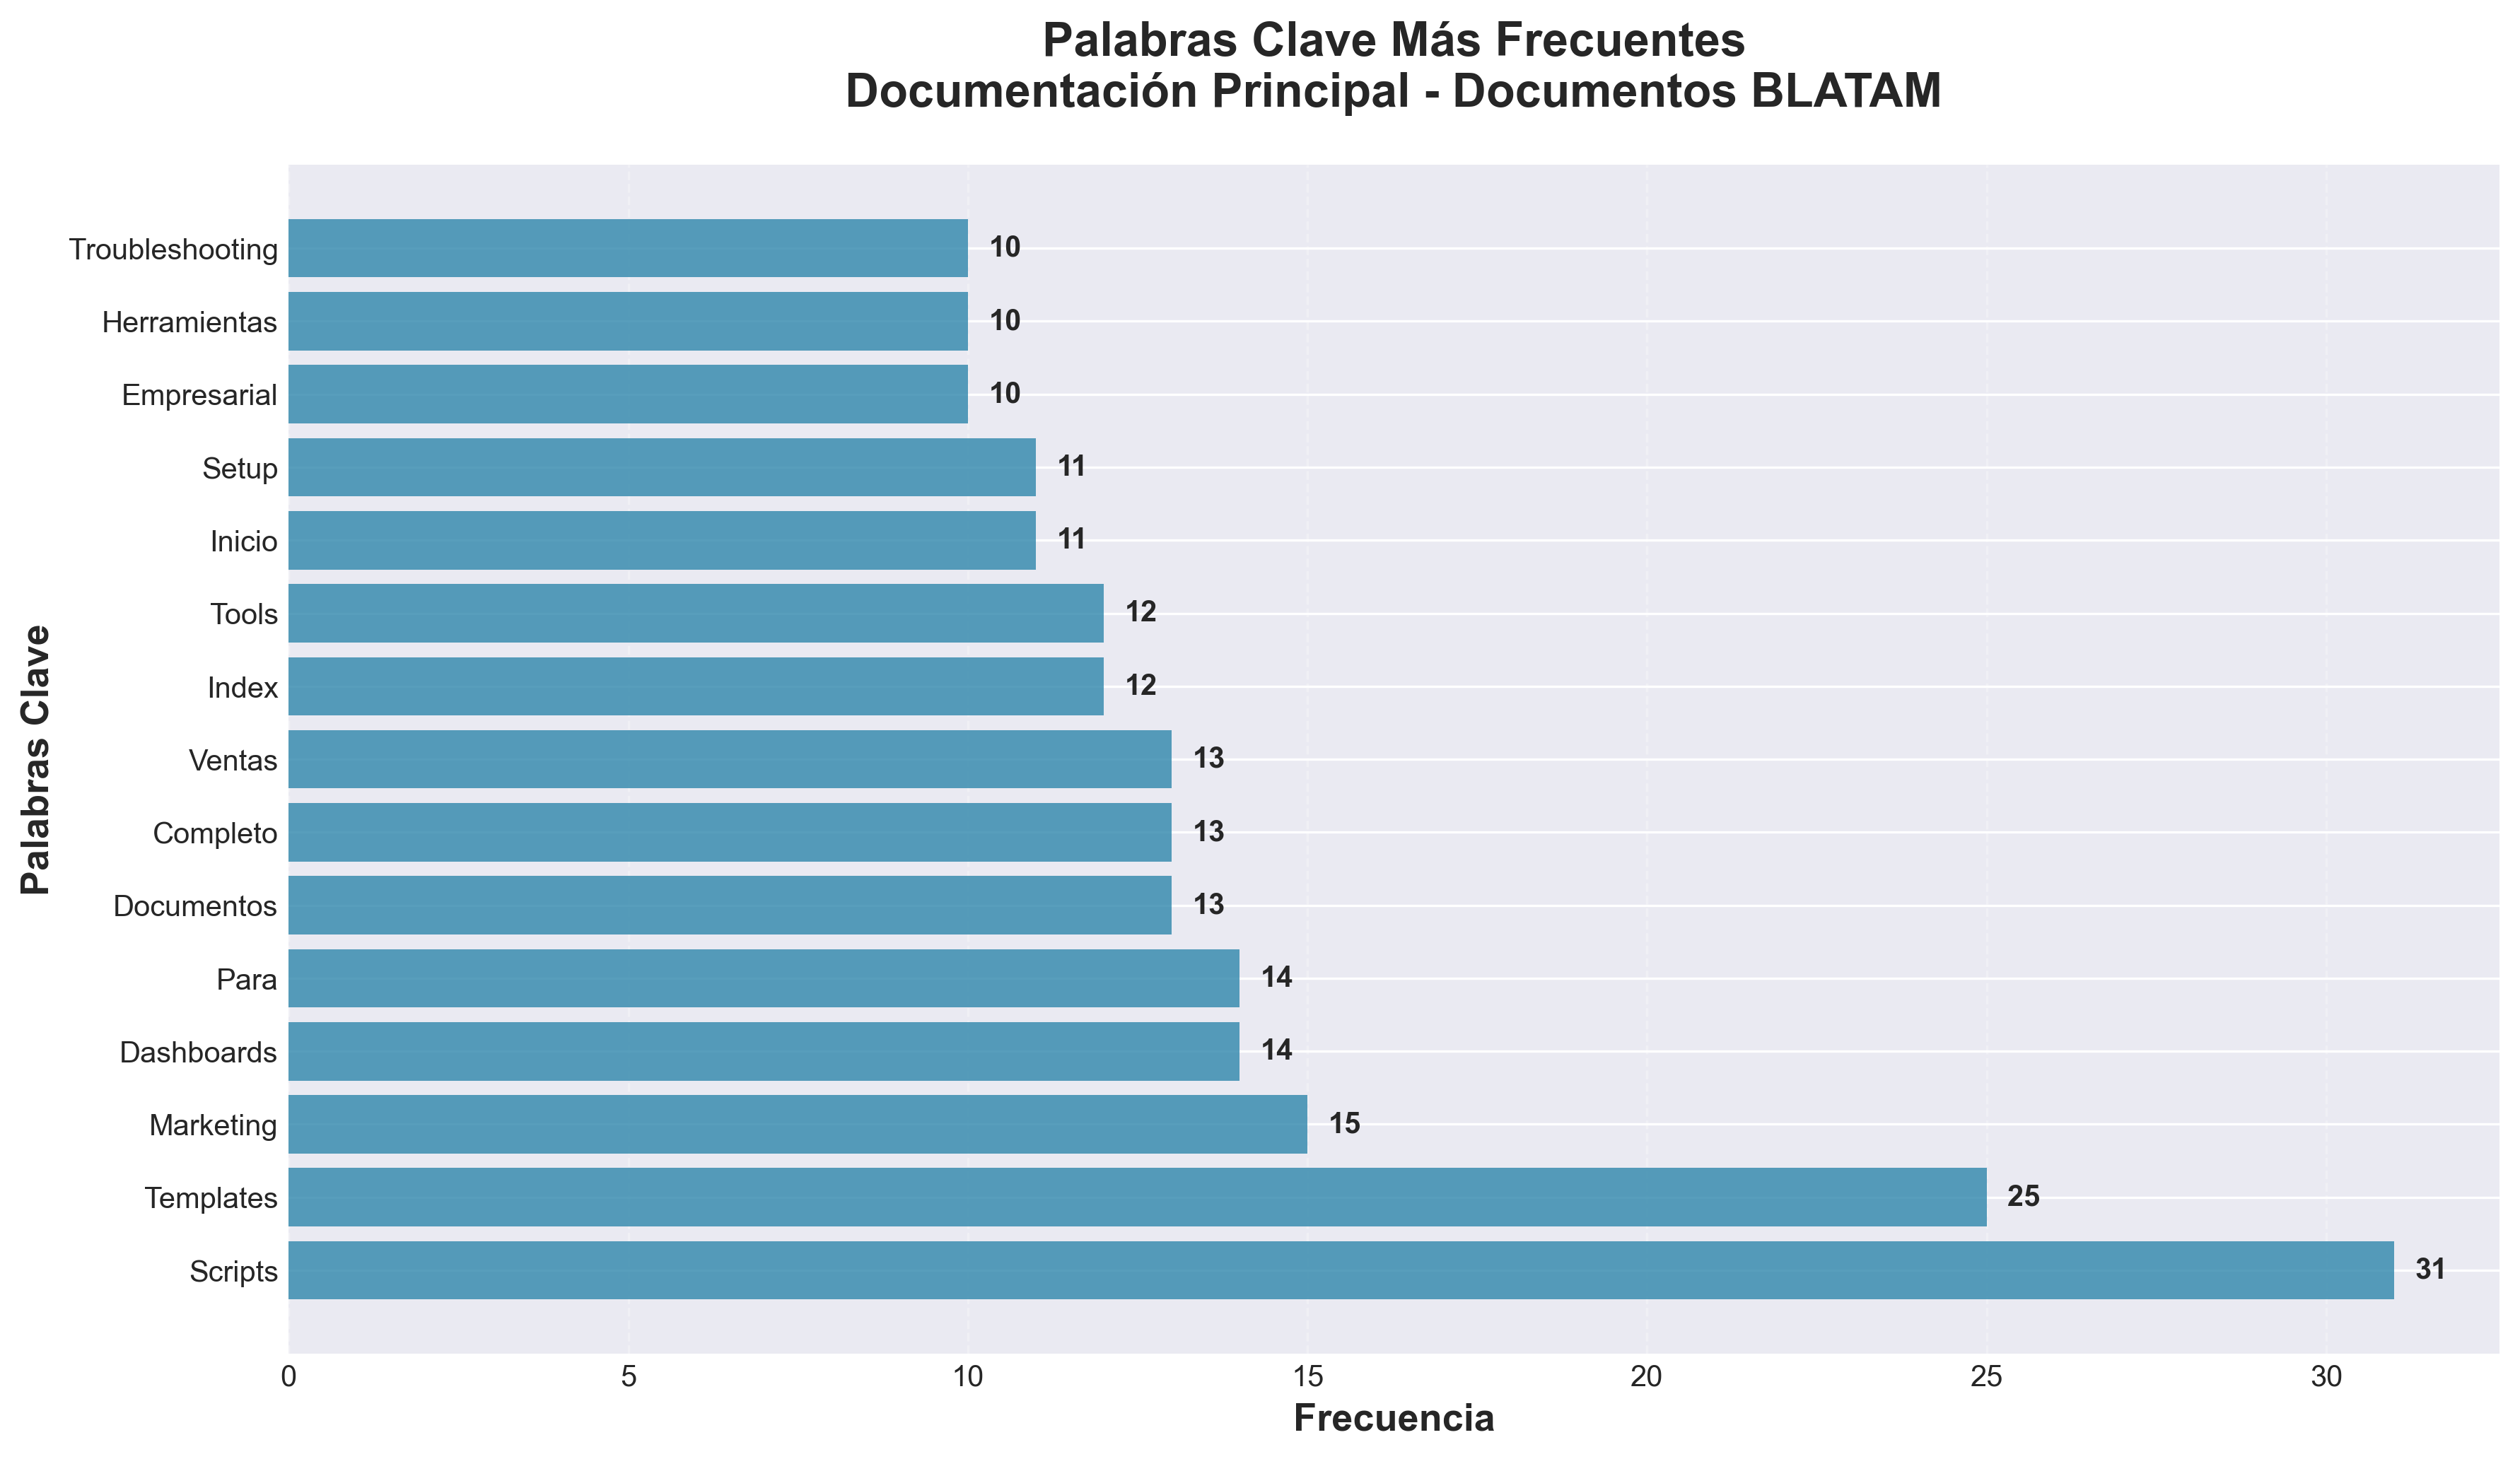 Palabras Clave Más Frecuentes
Documentación Principal - Documentos BLATAM
Palabras Clave
Troubleshooting 10
Herramientas 10
Empresarial 10
Setup 11
Inicio 11
Tools 12
Index 12
Ventas 13
Completo 13
Documentos 13
Para 14
Dashboards 14
Marketing 15
Templates 25
Scripts 31
0 5 10 15 20 25 30
Frecuencia